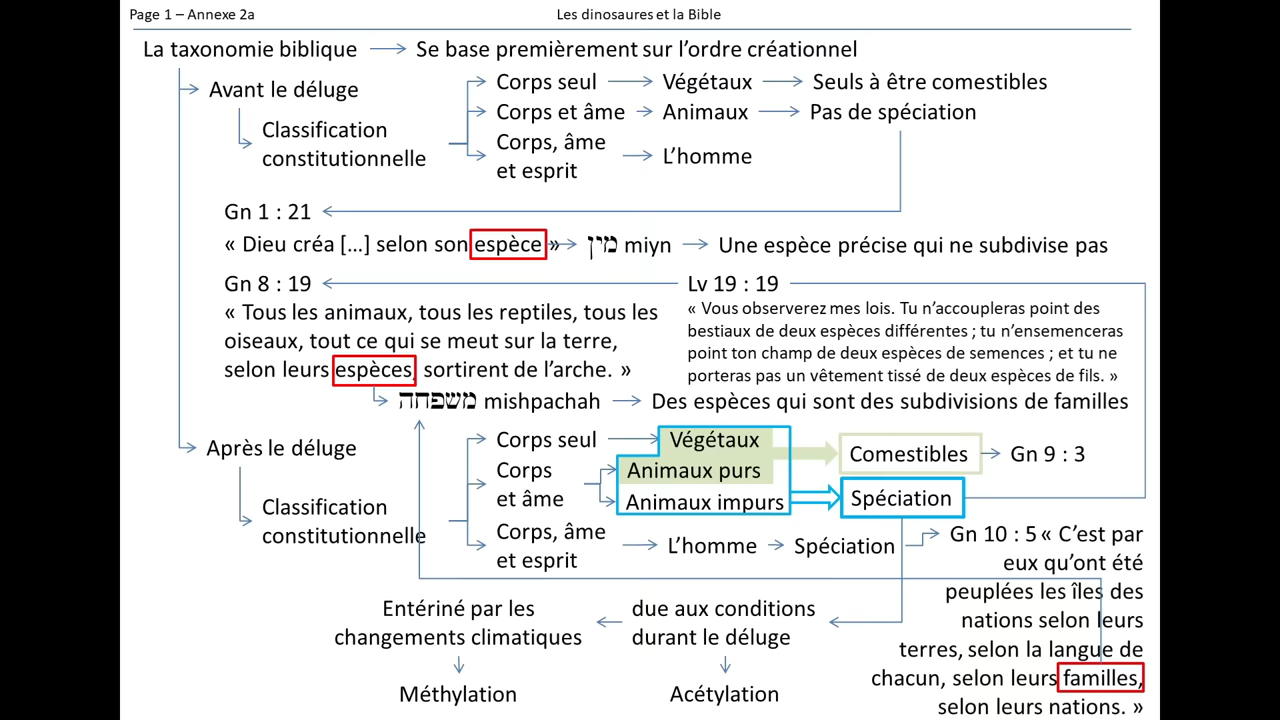 Page 1 – Annexe 2a
Les dinosaures et la Bible
La taxonomie biblique
Se base premièrement sur l'ordre créationnel
Avant le déluge
Classification
constitutionnelle
Corps seul
Végétaux
Seuls à être comestibles
Corps et âme
Animaux
Pas de spéciation
Corps, âme
et esprit
L'homme
Gn 1 : 21
« Dieu créa […] selon son espèce »
מין miyn
Une espèce précise qui ne subdivise pas
Gn 8 : 19
« Tous les animaux, tous les reptiles, tous les
oiseaux, tout ce qui se meut sur la terre,
selon leurs espèces, sortirent de l'arche. »
Lv 19 : 19
« Vous observerez mes lois. Tu n'accoupleras point des
bestiaux de deux espèces différentes ; tu n'ensemenceras
point ton champ de deux espèces de semences ; et tu ne
porteras pas un vêtement tissé de deux espèces de fils. »
משפחה mishpachah
Des espèces qui sont des subdivisions de familles
Après le déluge
Classification
constitutionnelle
Corps seul
Végétaux
Corps
et âme
Animaux purs
Animaux impurs
Comestibles
Gn 9 : 3
Spéciation
Corps, âme
et esprit
L'homme
Spéciation
Gn 10 : 5 « C'est par
eux qu'ont été
peuplées les îles des
nations selon leurs
terres, selon la langue de
chacun, selon leurs familles,
selon leurs nations. »
due aux conditions
durant le déluge
Entériné par les
changements climatiques
Méthylation
Acétylation